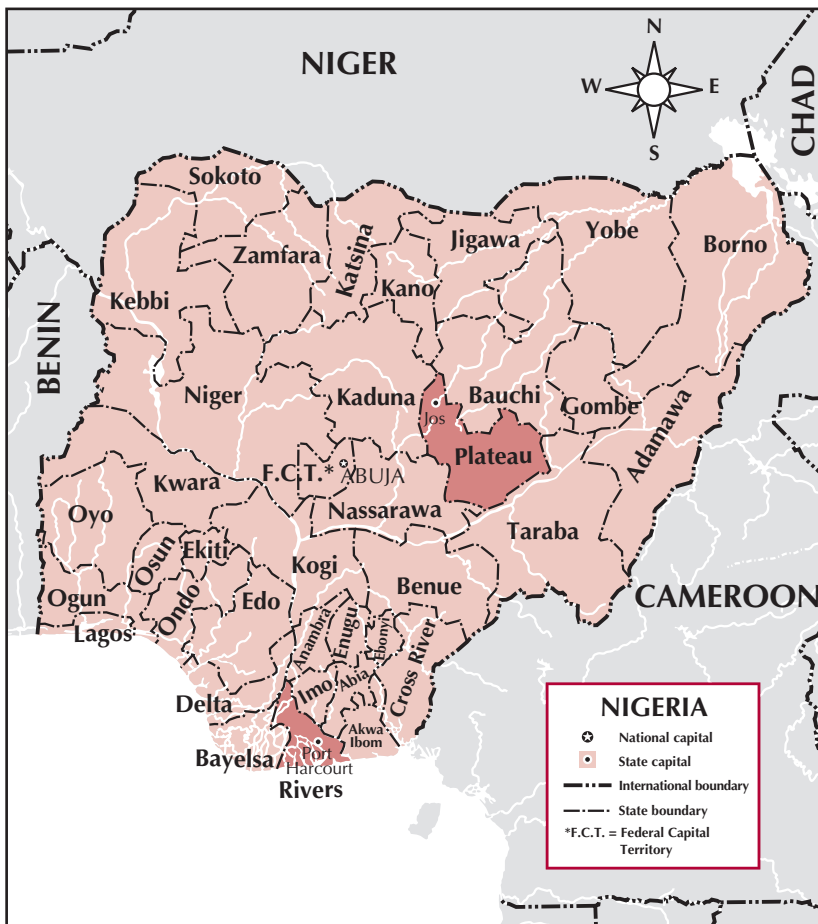 NIGER
N
W
E
S
CHAD
BENIN
Sokoto
Zamfara
Katsina
Kano
Jigawa
Yobe
Borno
Kebbi
Niger
Kaduna
Jos
Bauchi
Gombe
Adamawa
Plateau
F.C.T.*
ABUJA
Nassarawa
Kwara
Oyo
Taraba
Osun
Ekiti
Kogi
Benue
Ogun
Ondo
Edo
Lagos
Anambra
Enugu
Ebonyi
Cross River
CAMEROON
Imo
Abia
Delta
Akwa
Ibom
Bayelsa
Port
Harcourt
Rivers
NIGERIA
National capital
State capital
International boundary
State boundary
*F.C.T. = Federal Capital
Territory